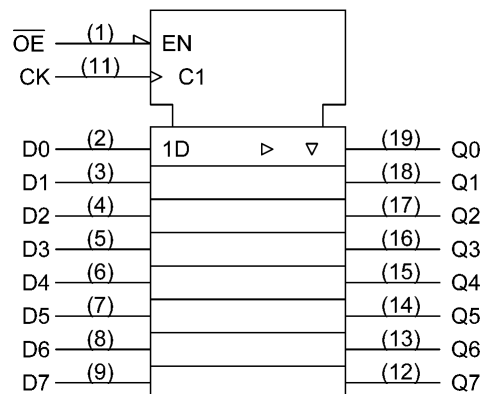 OE (1) EN
CK (11) C1
D0 (2) 1D (19) Q0
D1 (3) (18) Q1
D2 (4) (17) Q2
D3 (5) (16) Q3
D4 (6) (15) Q4
D5 (7) (14) Q5
D6 (8) (13) Q6
D7 (9) (12) Q7